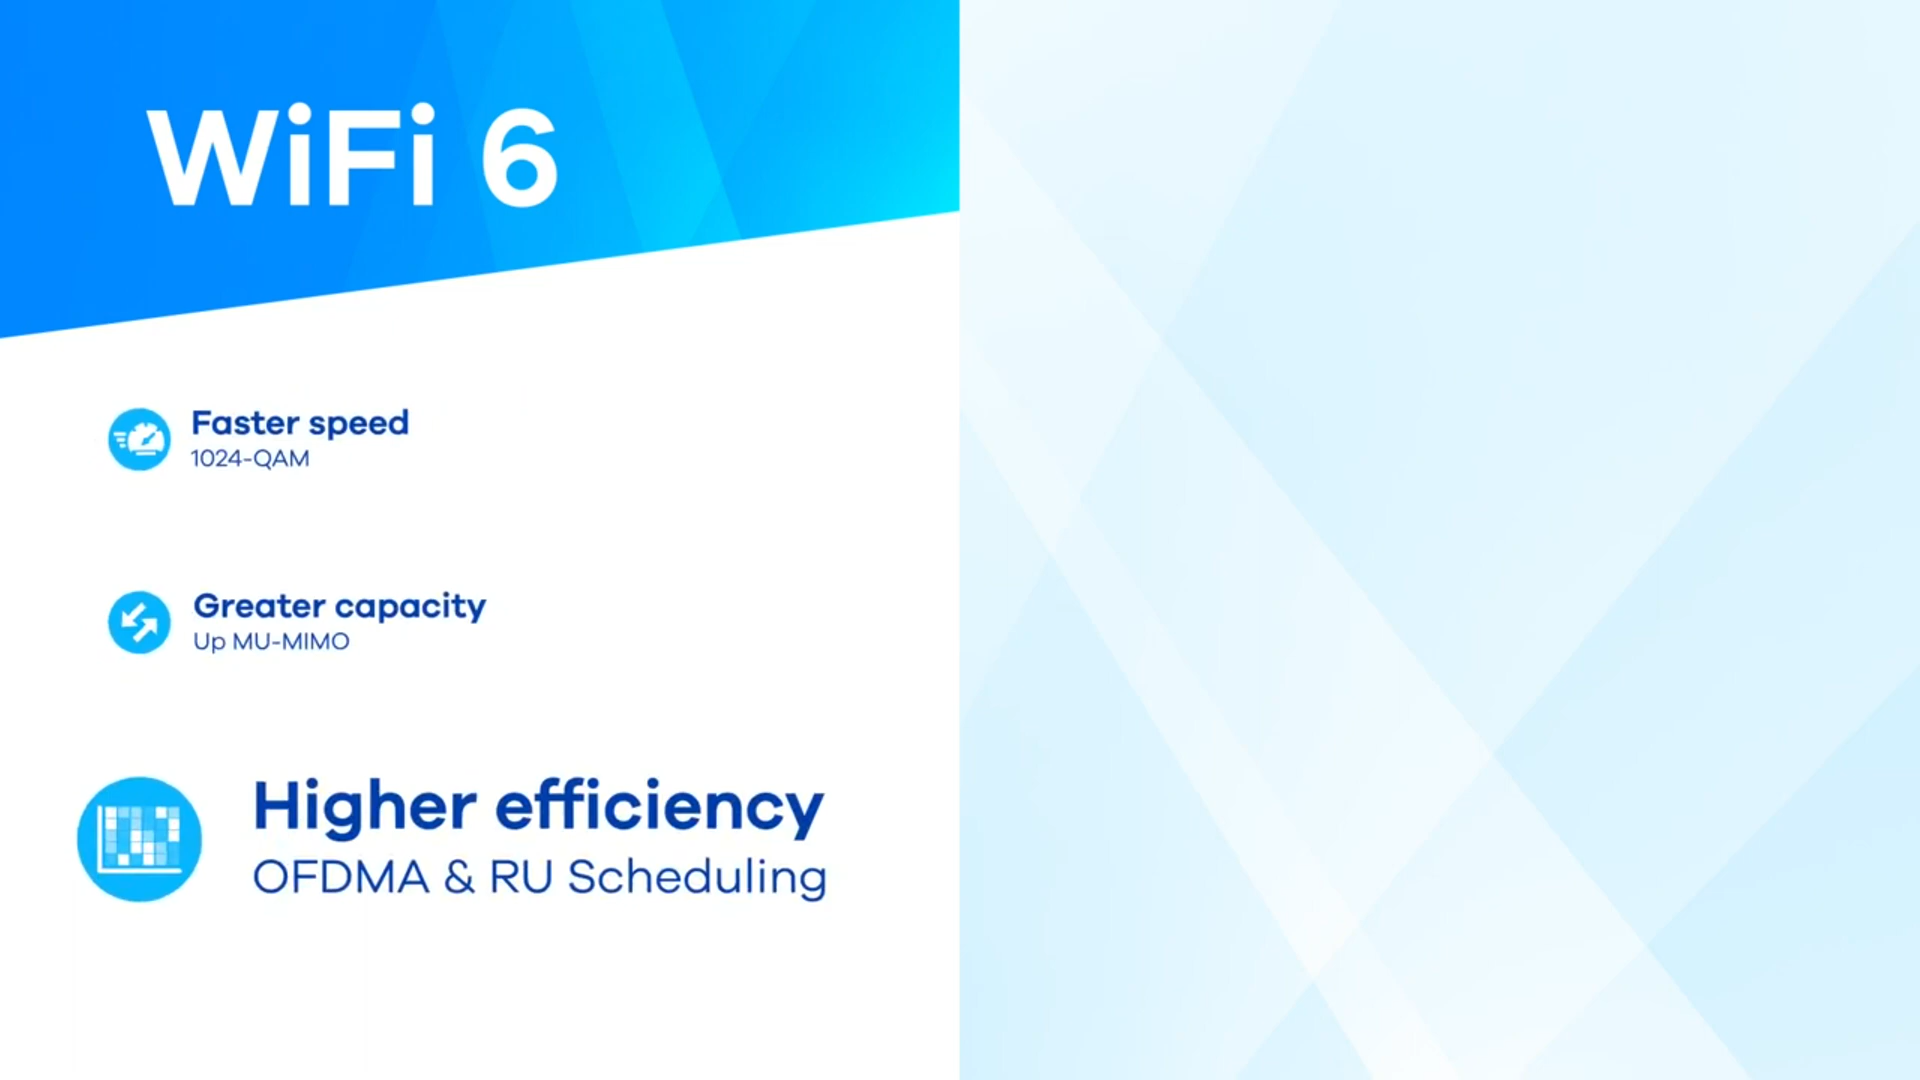 WiFi 6
Faster speed
1024-QAM
Greater capacity
Up MU-MIMO
Higher efficiency
OFDMA & RU Scheduling